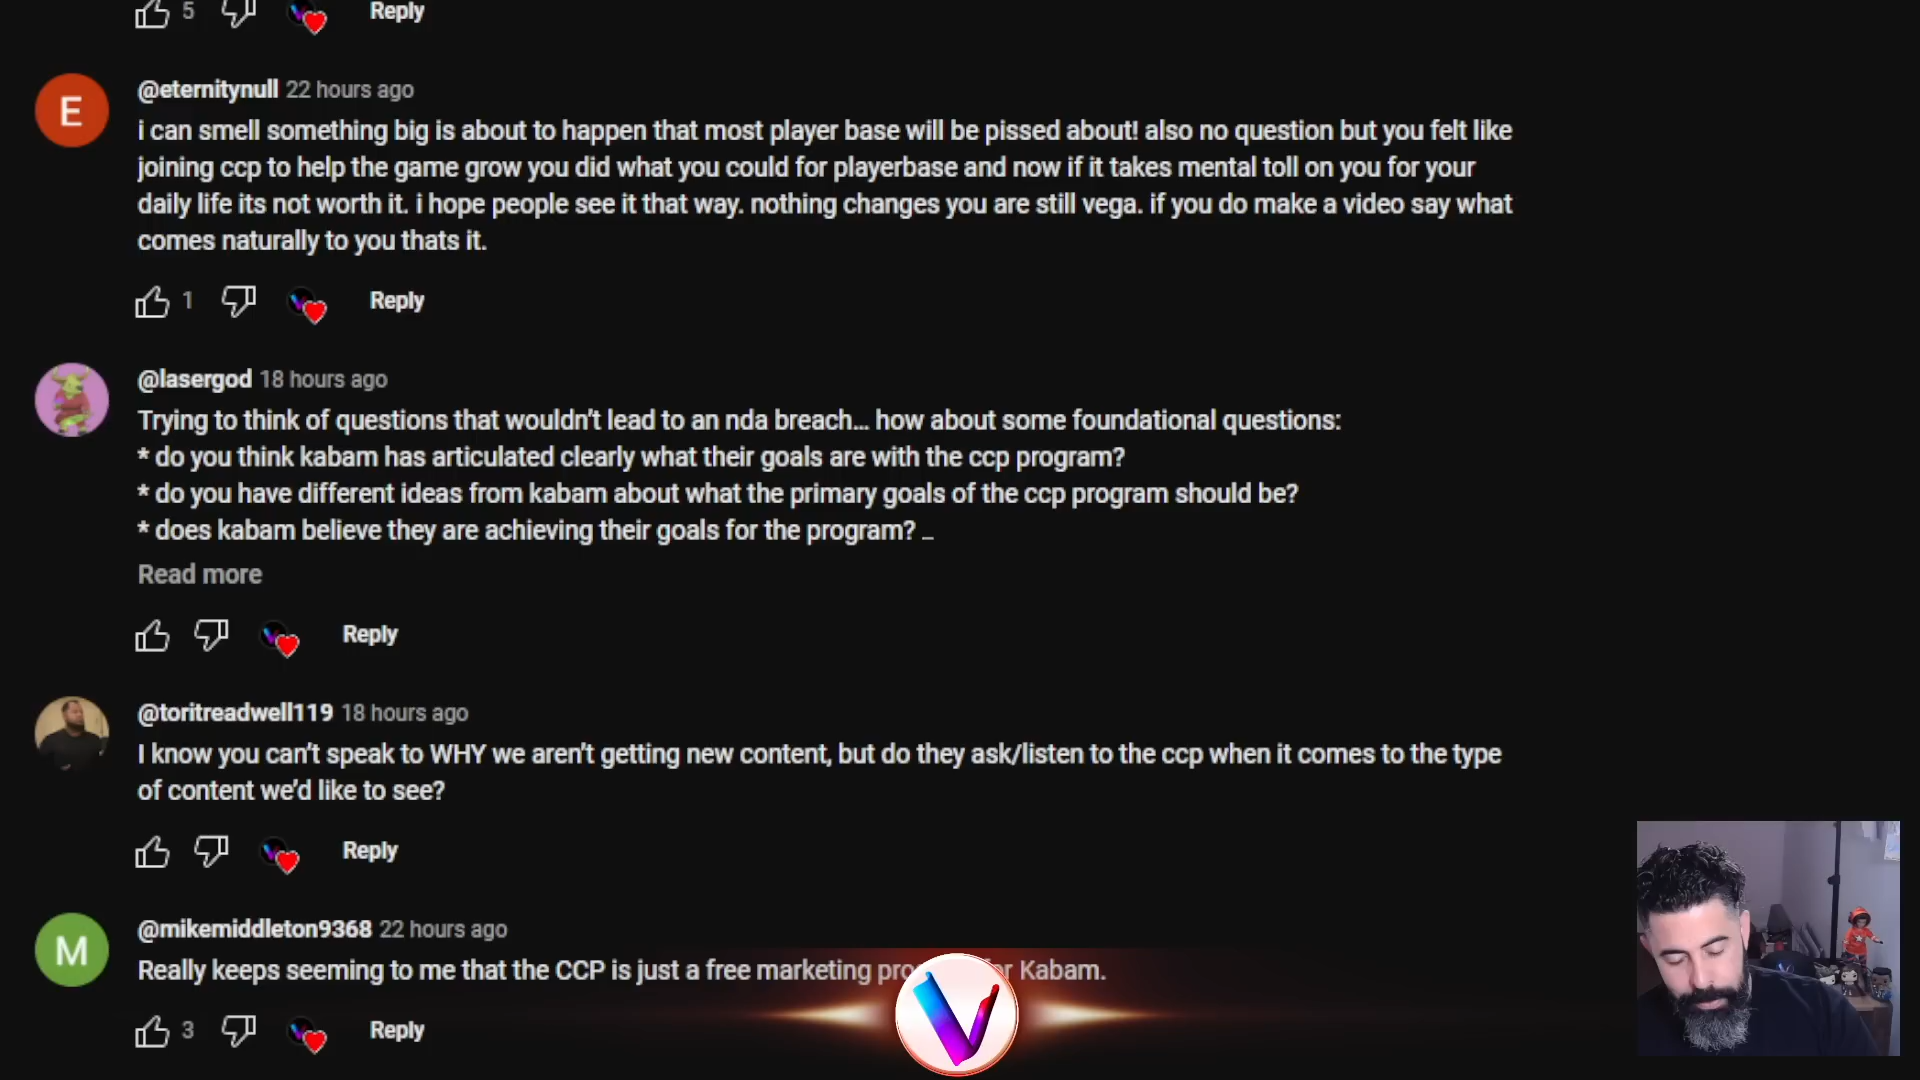 5 Reply
@eternitynull 22 hours ago
E
i can smell something big is about to happen that most player base will be pissed about! also no question but you felt like
joining ccp to help the game grow you did what you could for playerbase and now if it takes mental toll on you for your
daily life its not worth it. i hope people see it that way. nothing changes you are still vega. if you do make a video say what
comes naturally to you thats it.
1 Reply
@lasergod 18 hours ago
Trying to think of questions that wouldn't lead to an nda breach... how about some foundational questions:
* do you think kabam has articulated clearly what their goals are with the ccp program?
* do you have different ideas from kabam about what the primary goals of the ccp program should be?
* does kabam believe they are achieving their goals for the program? …
Read more
Reply
@toritreadwell119 18 hours ago
I know you can't speak to WHY we aren't getting new content, but do they ask/listen to the ccp when it comes to the type
of content we'd like to see?
Reply
@mikemiddleton9368 22 hours ago
M
Really keeps seeming to me that the CCP is just a free marketing Kabam.
V
3 Reply